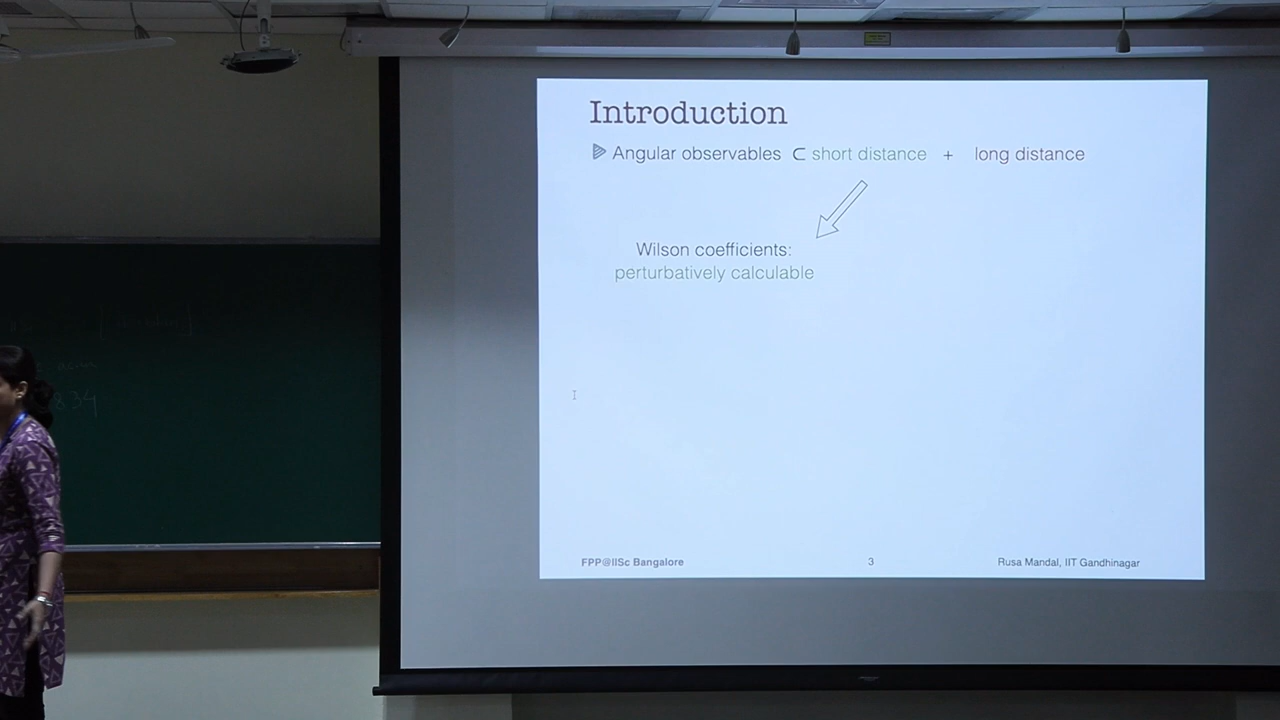 Introduction
Angular observables ⊂ short distance + long distance
Wilson coefficients:
perturbatively calculable
FPP@IISc Bangalore 3 Rusa Mandal, IIT Gandhinagar
834